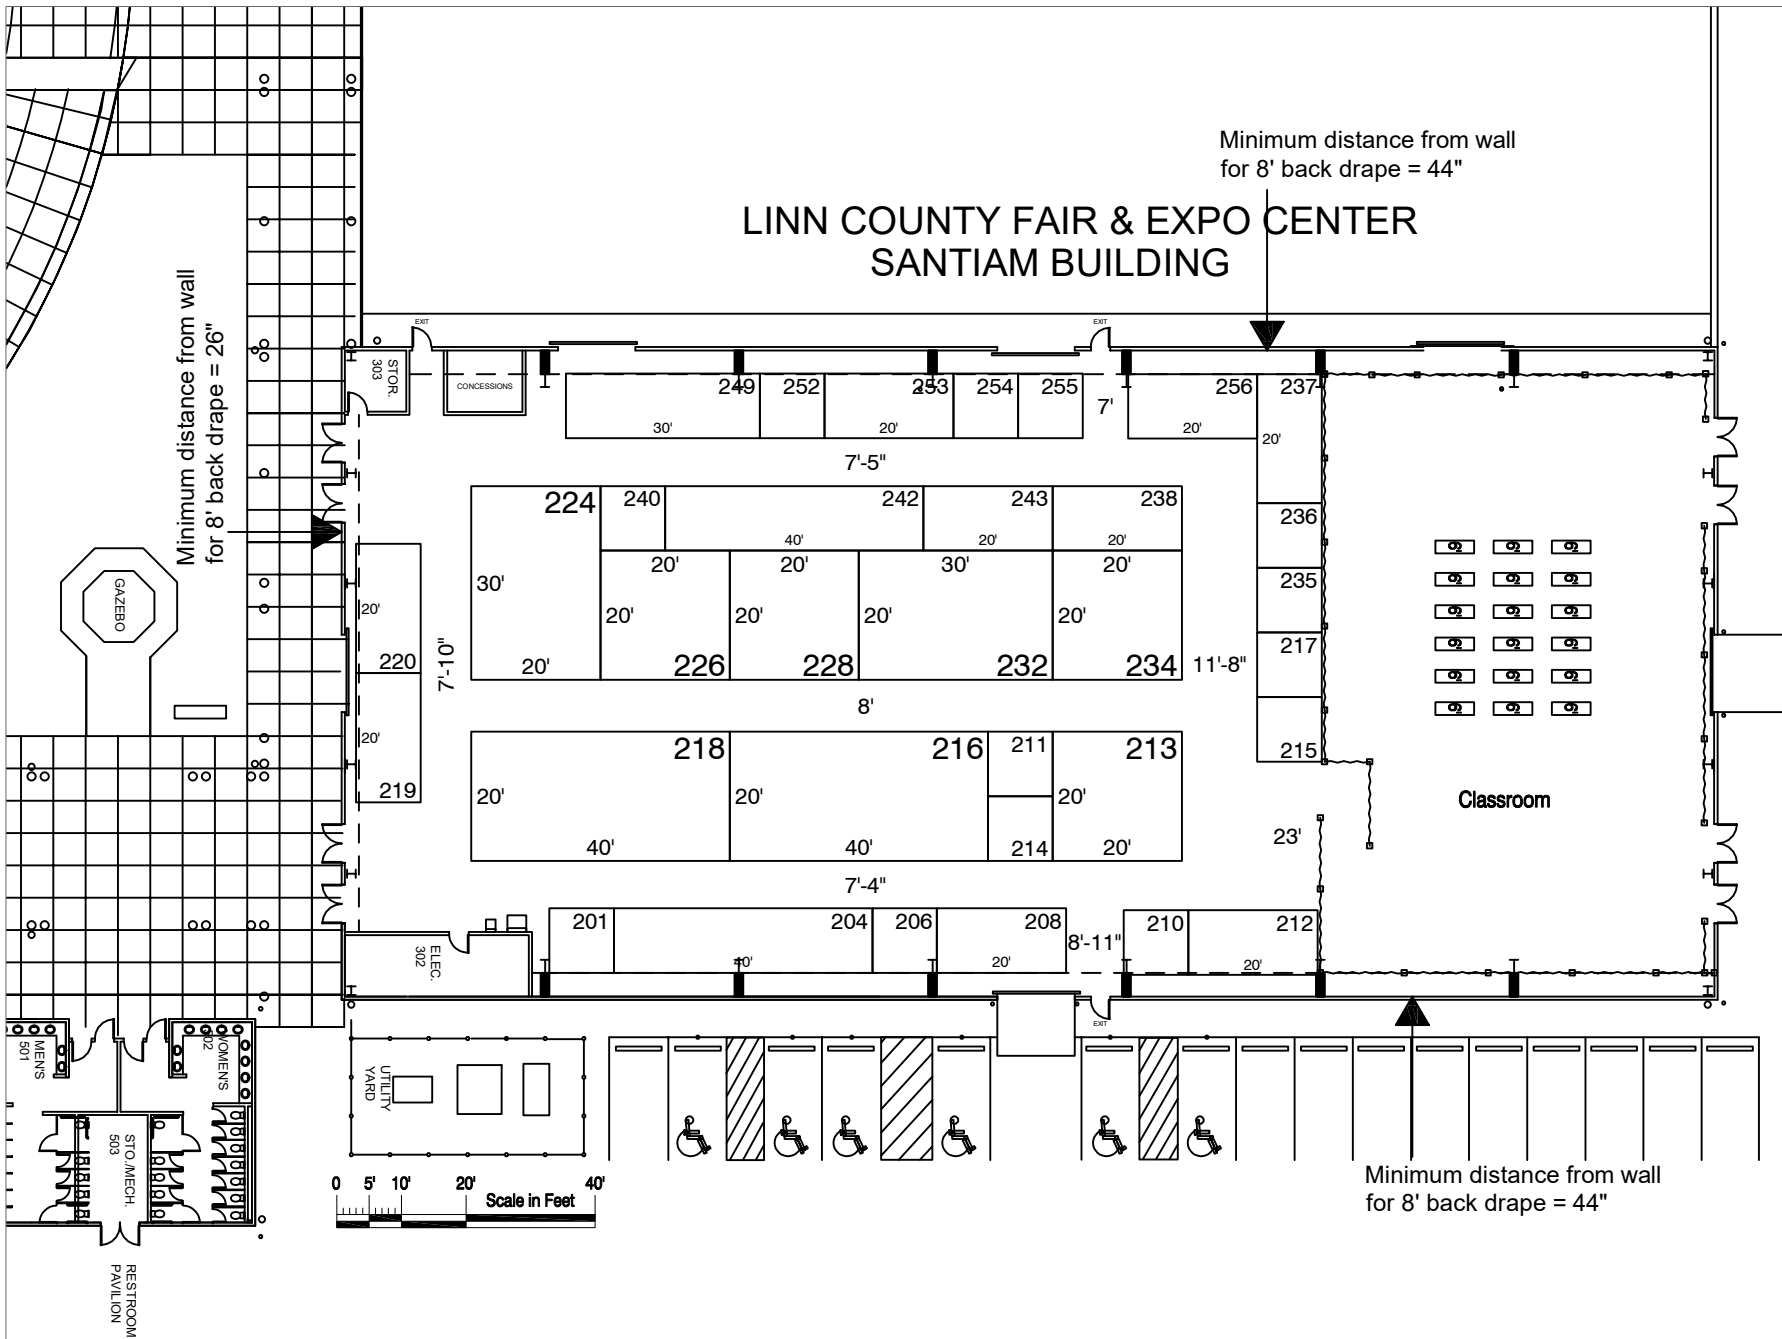 Minimum distance from wall
for 8' back drape = 44"
LINN COUNTY FAIR & EXPO CENTER
SANTIAM BUILDING
Minimum distance from wall
for 8' back drape = 26"
EXIT
EXIT
STOR.
303
CONCESSIONS
249
252
253
254
255
256
237
30'
20'
7'
20'
20'
7'-5"
224
240
242
243
238
236
40'
20'
20'
20'
20'
30'
20'
30'
20'
20'
20'
20'
235
20'
226
228
232
234
217
20'
220
7'-10"
11'-8"
215
8'
GAZEBO
20'
219
218
216
211
213
20'
20'
20'
40'
40'
214
20'
23'
Classroom
7'-4"
201
204
206
208
210
212
40'
20'
8'-11"
20'
ELEC.
302
EXIT
MEN'S
501
WOMEN'S
502
UTILITY
YARD
STO./MECH.
503
RESTROOM
PAVILION
0 5' 10' 20' 40'
Scale in Feet
Minimum distance from wall
for 8' back drape = 44"